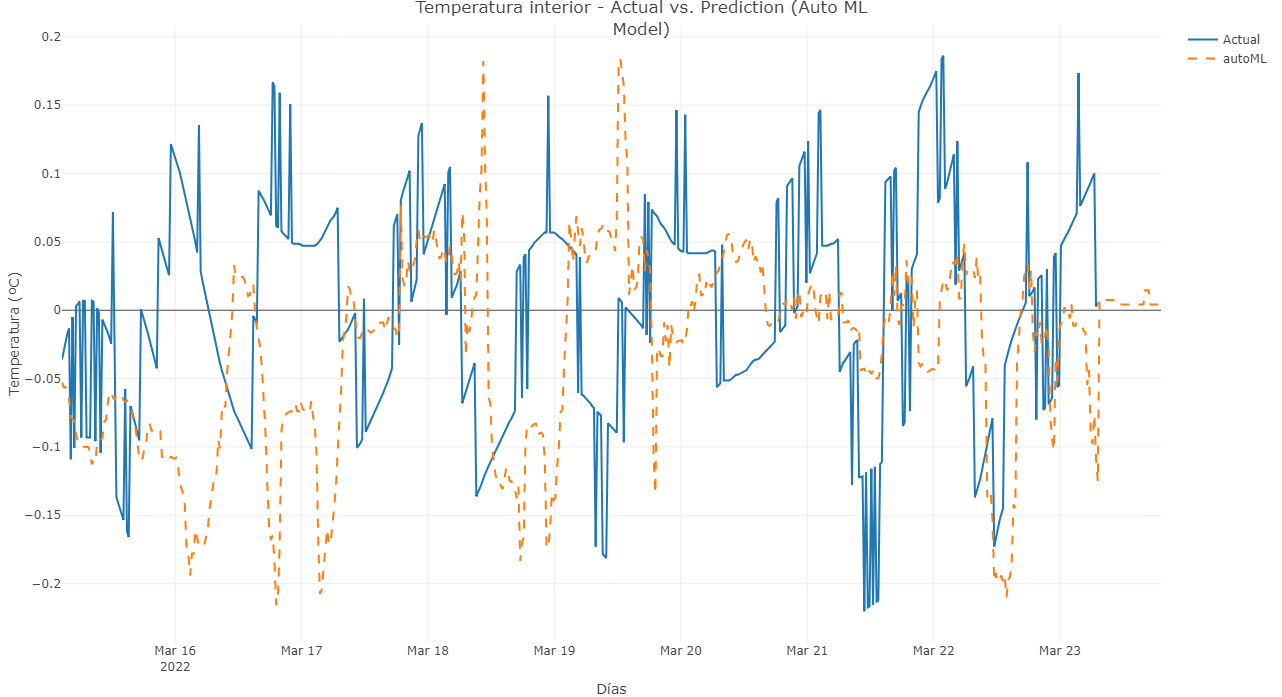 Temperatura interior - Actual vs. Prediction (Auto ML
Model)
Actual
autoML
Temperatura (ºC)
0.2
0.15
0.1
0.05
0
−0.05
−0.1
−0.15
−0.2
Mar 16
2022
Mar 17
Mar 18
Mar 19
Mar 20
Mar 21
Mar 22
Mar 23
Días